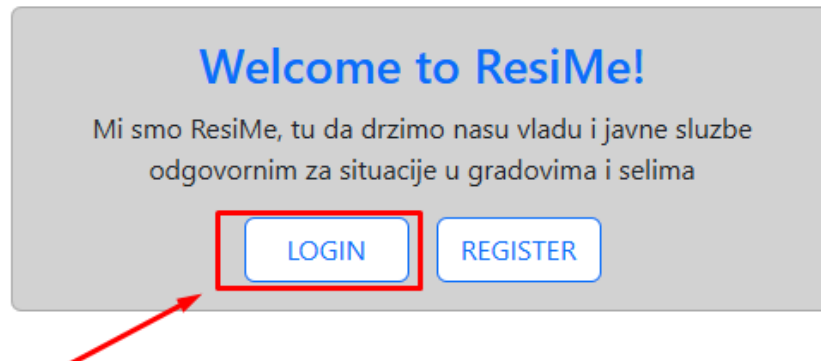 Welcome to ResiMe!
Mi smo ResiMe, tu da drzimo nasu vladu i javne sluzbe
odgovornim za situacije u gradovima i selima
LOGIN REGISTER